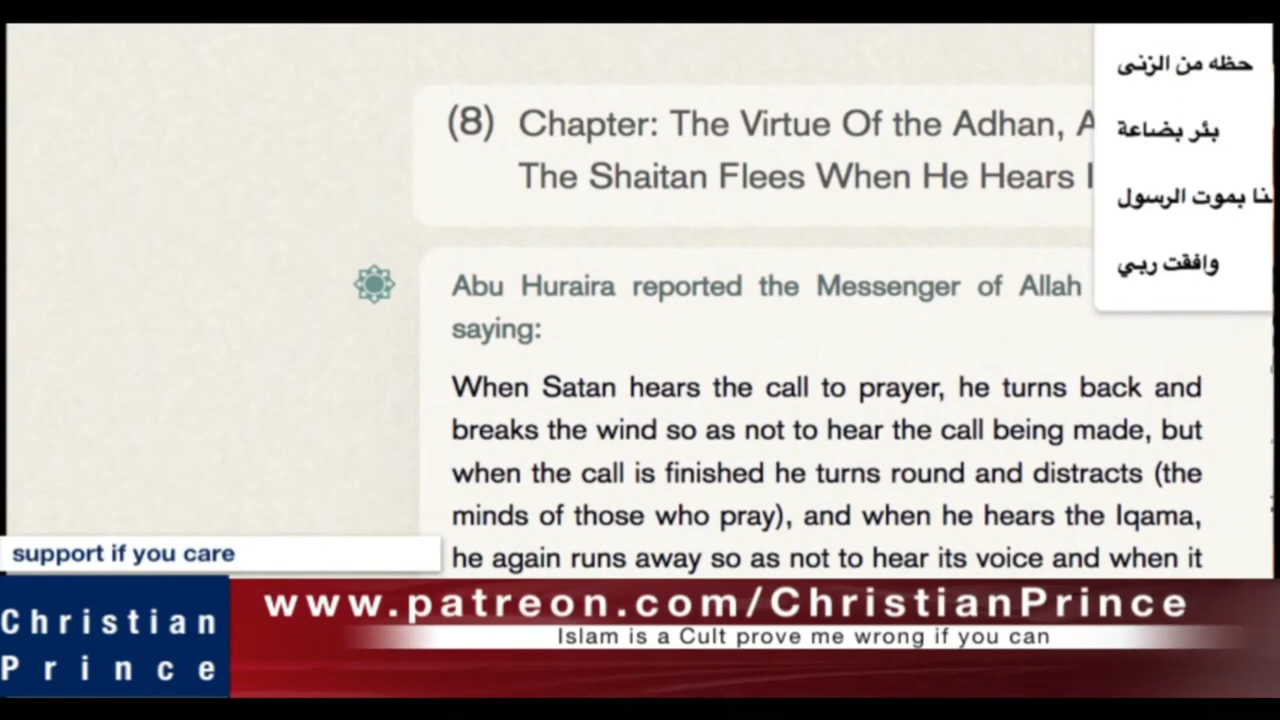 (8) Chapter: The Virtue Of the Adhan, A
The Shaitan Flees When He Hears
Abu Huraira reported the Messenger of Allah
saying:
When Satan hears the call to prayer, he turns back and
breaks the wind so as not to hear the call being made, but
when the call is finished he turns round and distracts (the
minds of those who pray), and when he hears the Iqama,
he again runs away so as not to hear its voice and when it
حظه من الزنى
بئر بضاعة
بموت الرسول
وافقت ربي
support if you care
Christian
Prince
www.patreon.com/ChristianPrince
Islam is a Cult prove me wrong if you can